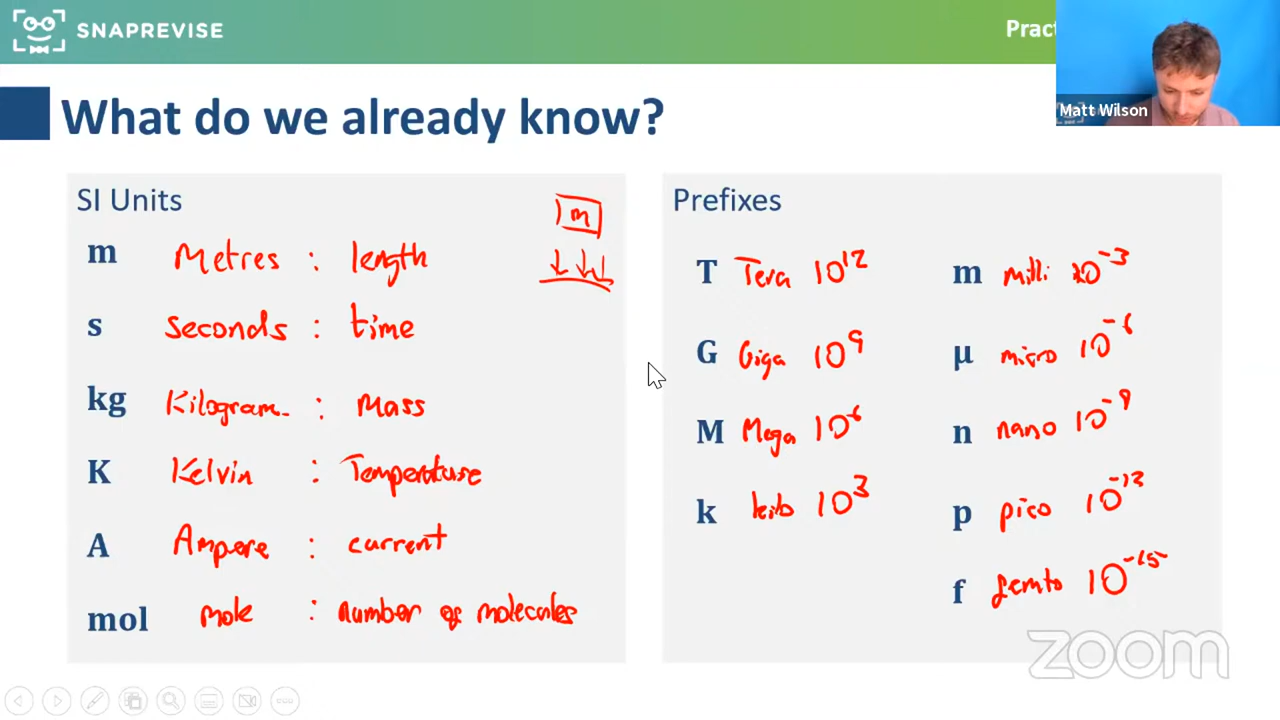 SNAPREVISE
Pract
Matt Wilson
What do we already know?
SI Units
m Metres : length
s seconds : time
kg Kilogram. : Mass
K Kelvin : Temperature
A Ampere : current
mol mole : number of molecules
m
Prefixes
T Tera 10¹²
G Giga 10⁹
M Mega 10⁶
k kilo 10³
m milli 10⁻³
μ micro 10⁻⁶
n nano 10⁻⁹
p pico 10⁻¹²
f femto 10⁻¹⁵
zoom